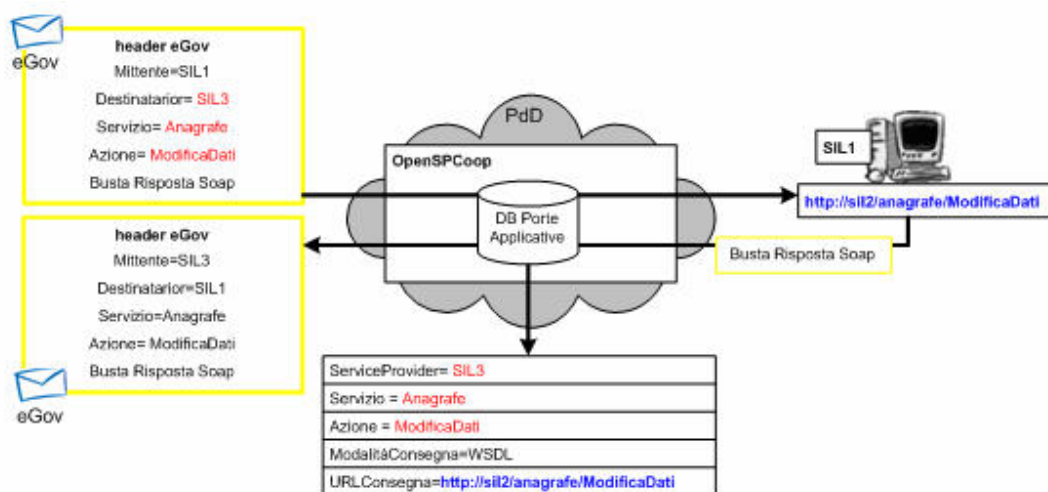 eGov
header eGov
Mittente=SIL1
Destinatarior= SIL3
Servizio= Anagrafe
Azione= ModificaDati
Busta Risposta Soap
header eGov
Mittente=SIL3
Destinatarior=SIL1
Servizio=Anagrafe
Azione= ModificaDati
Busta Risposta Soap
eGov
PdD
OpenSPCoop
DB Porte
Applicative
SIL1
http://sil2/anagrafe/ModificaDati
Busta Risposta Soap
ServiceProvider= SIL3
Servizio = Anagrafe
Azione = ModificaDati
ModalitàConsegna=WSDL
URLConsegna=http://sil2/anagrafe/ModificaDati